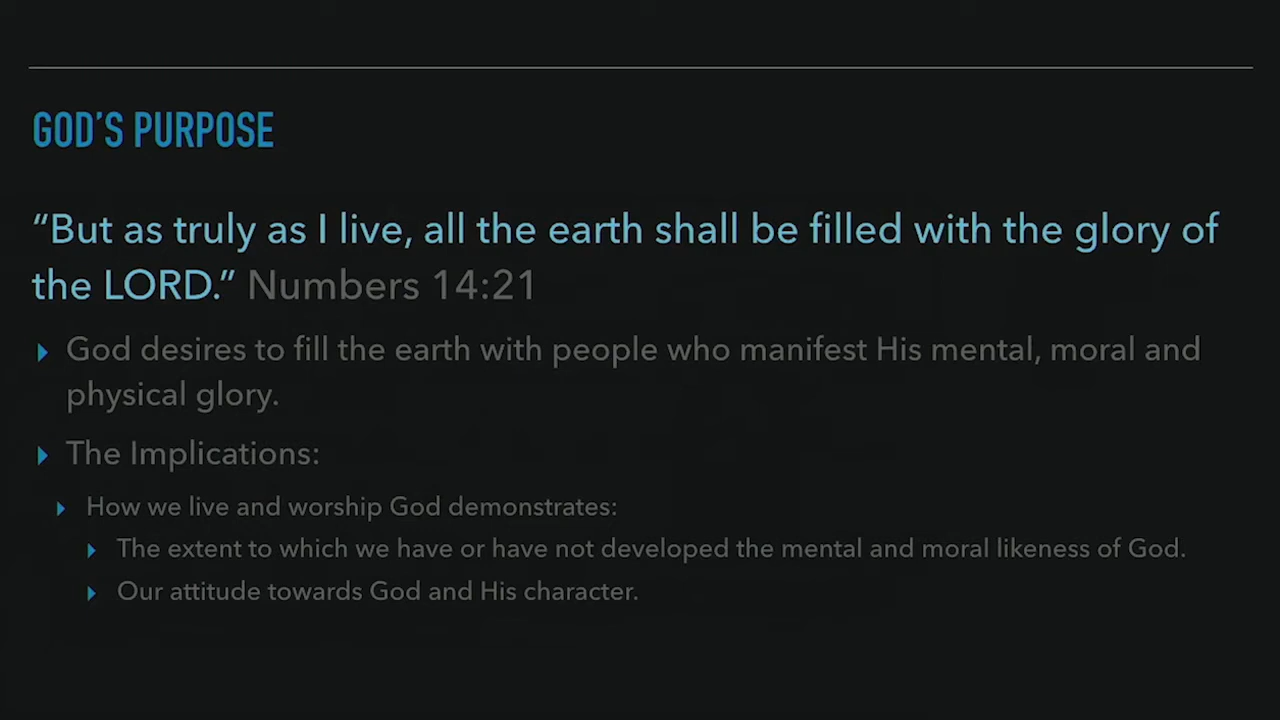 GOD'S PURPOSE
“But as truly as I live, all the earth shall be filled with the glory of
the LORD.” Numbers 14:21
God desires to fill the earth with people who manifest His mental, moral and
physical glory.
The Implications:
How we live and worship God demonstrates:
The extent to which we have or have not developed the mental and moral likeness of God.
Our attitude towards God and His character.